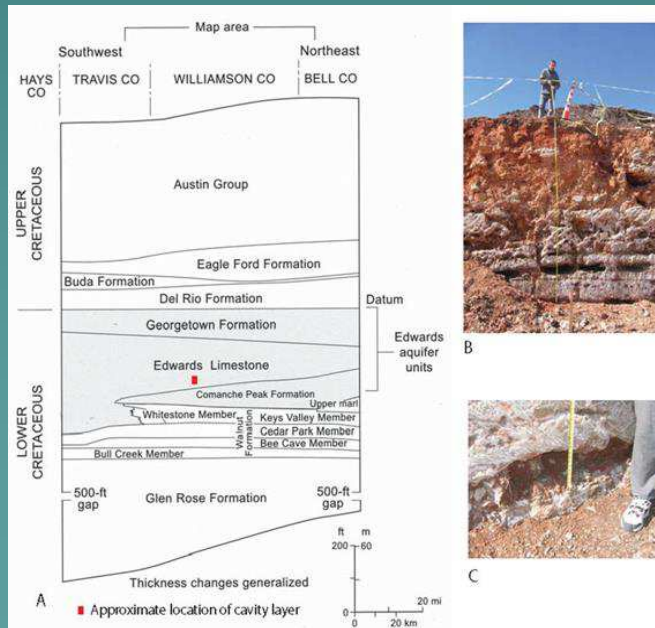 Map area
Southwest
Northeast
HAYS
CO
TRAVIS CO
WILLIAMSON CO
BELL CO
UPPER
CRETACEOUS
Austin Group
Eagle Ford Formation
Buda Formation
Del Rio Formation
Datum
LOWER
CRETACEOUS
Georgetown Formation
Edwards Limestone
Edwards
aquifer
units
Comanche Peak Formation
Upper marl
Whitestone Member
Walnut
Formation
Keys Valley Member
Cedar Park Member
Bee Cave Member
Bull Creek Member
500-ft
gap
Glen Rose Formation
500-ft
gap
Thickness changes generalized
ft m
200 60
0 0
20 mi
20 km
A
Approximate location of cavity layer
B
C